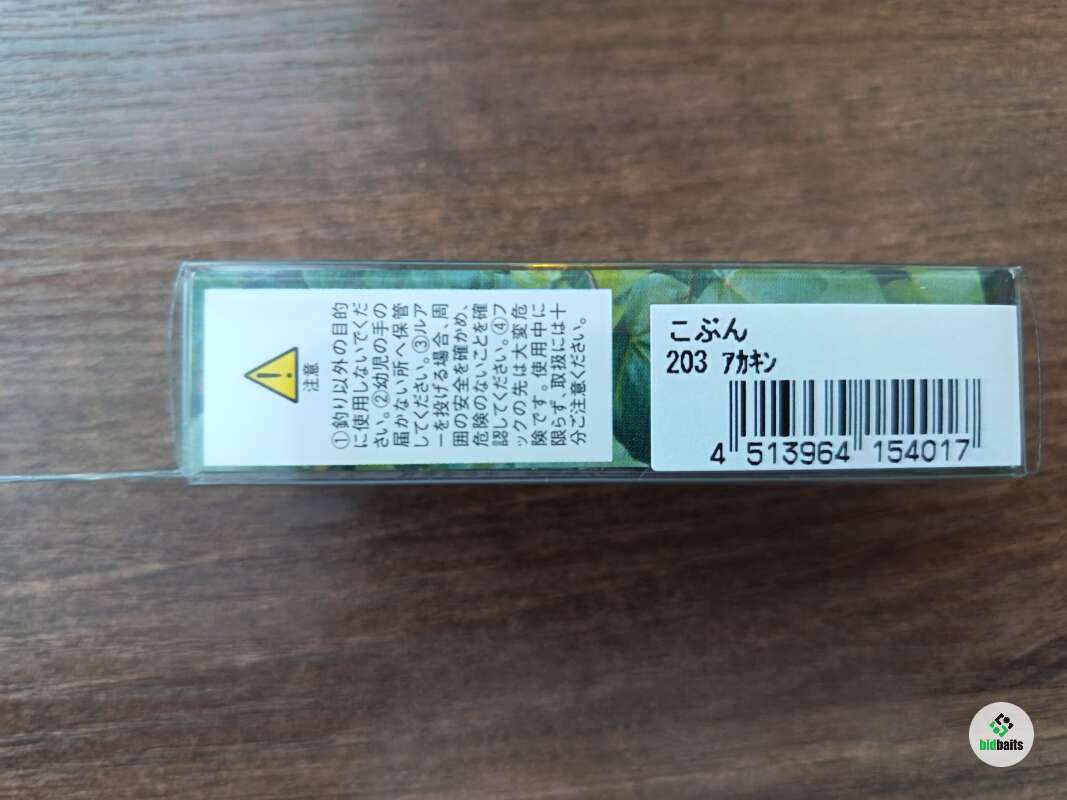 注意
①釣り以外の目的
に使用しないでくだ
さい。②幼児の手の
届かない所へ保管
してください。③ルア
ーを投げる場合、周
囲の安全を確かめ、
危険のないことを確
認してください。④フ
ックの先は大変危
険です。使用中に
限らず、取扱には十
分ご注意ください。
こぶん
203 アカキン
4 513964 154017
bidbaits